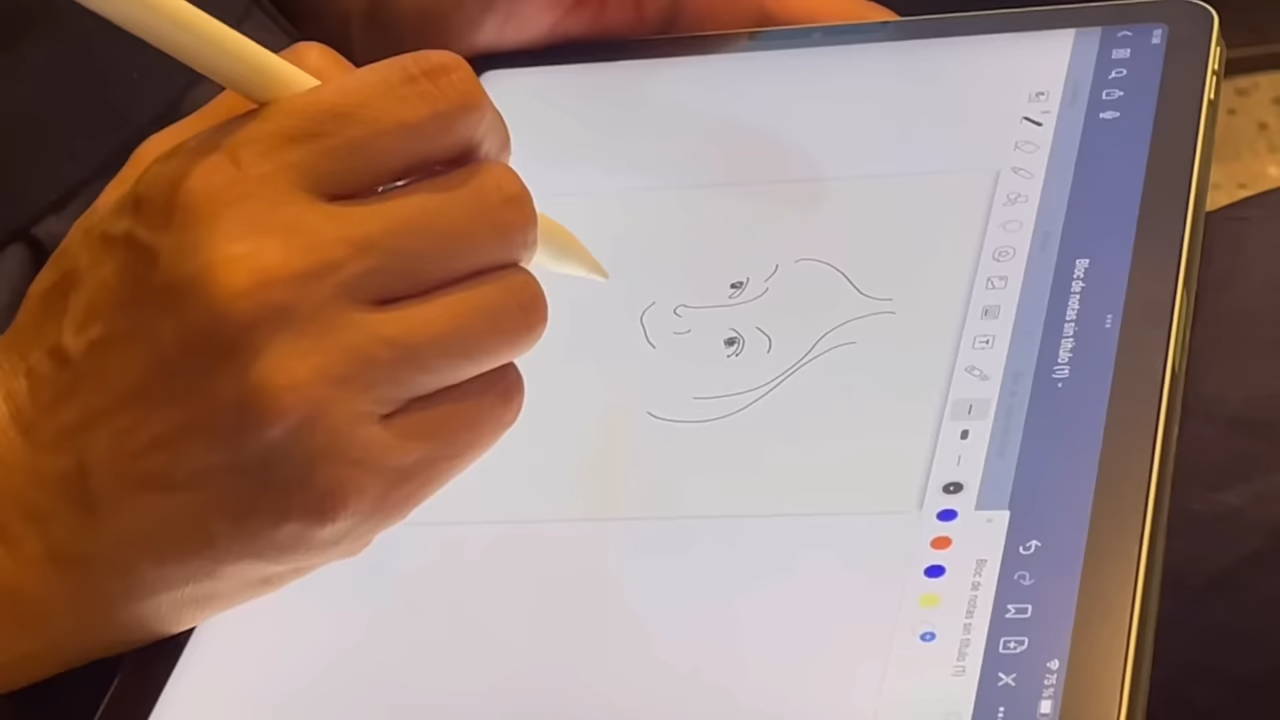 Bloc de notas sin título (1)
75 %
Bloc de notas sin título (1)
T